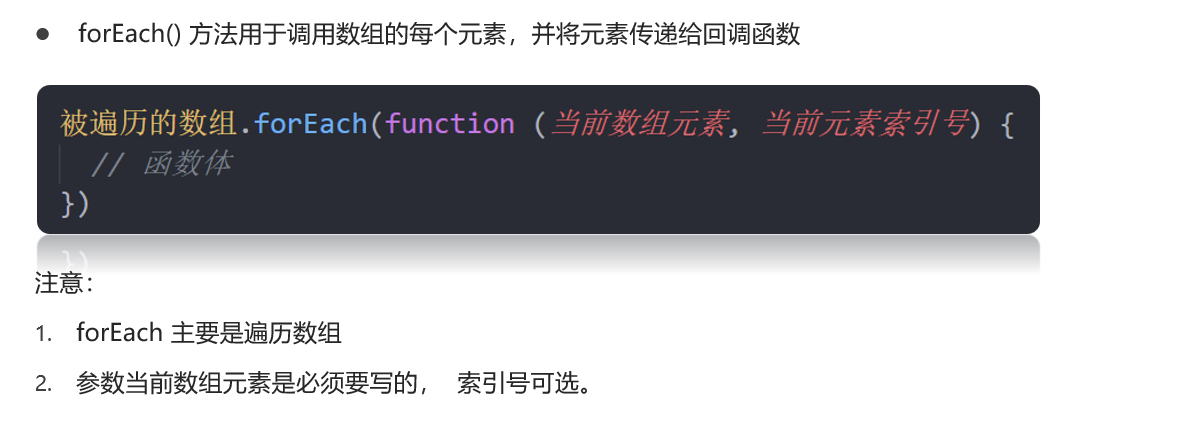 ● forEach() 方法用于调用数组的每个元素，并将元素传递给回调函数
被遍历的数组.forEach(function (当前数组元素, 当前元素索引号) {
// 函数体
})
注意：
1. forEach 主要是遍历数组
2. 参数当前数组元素是必须要写的， 索引号可选。